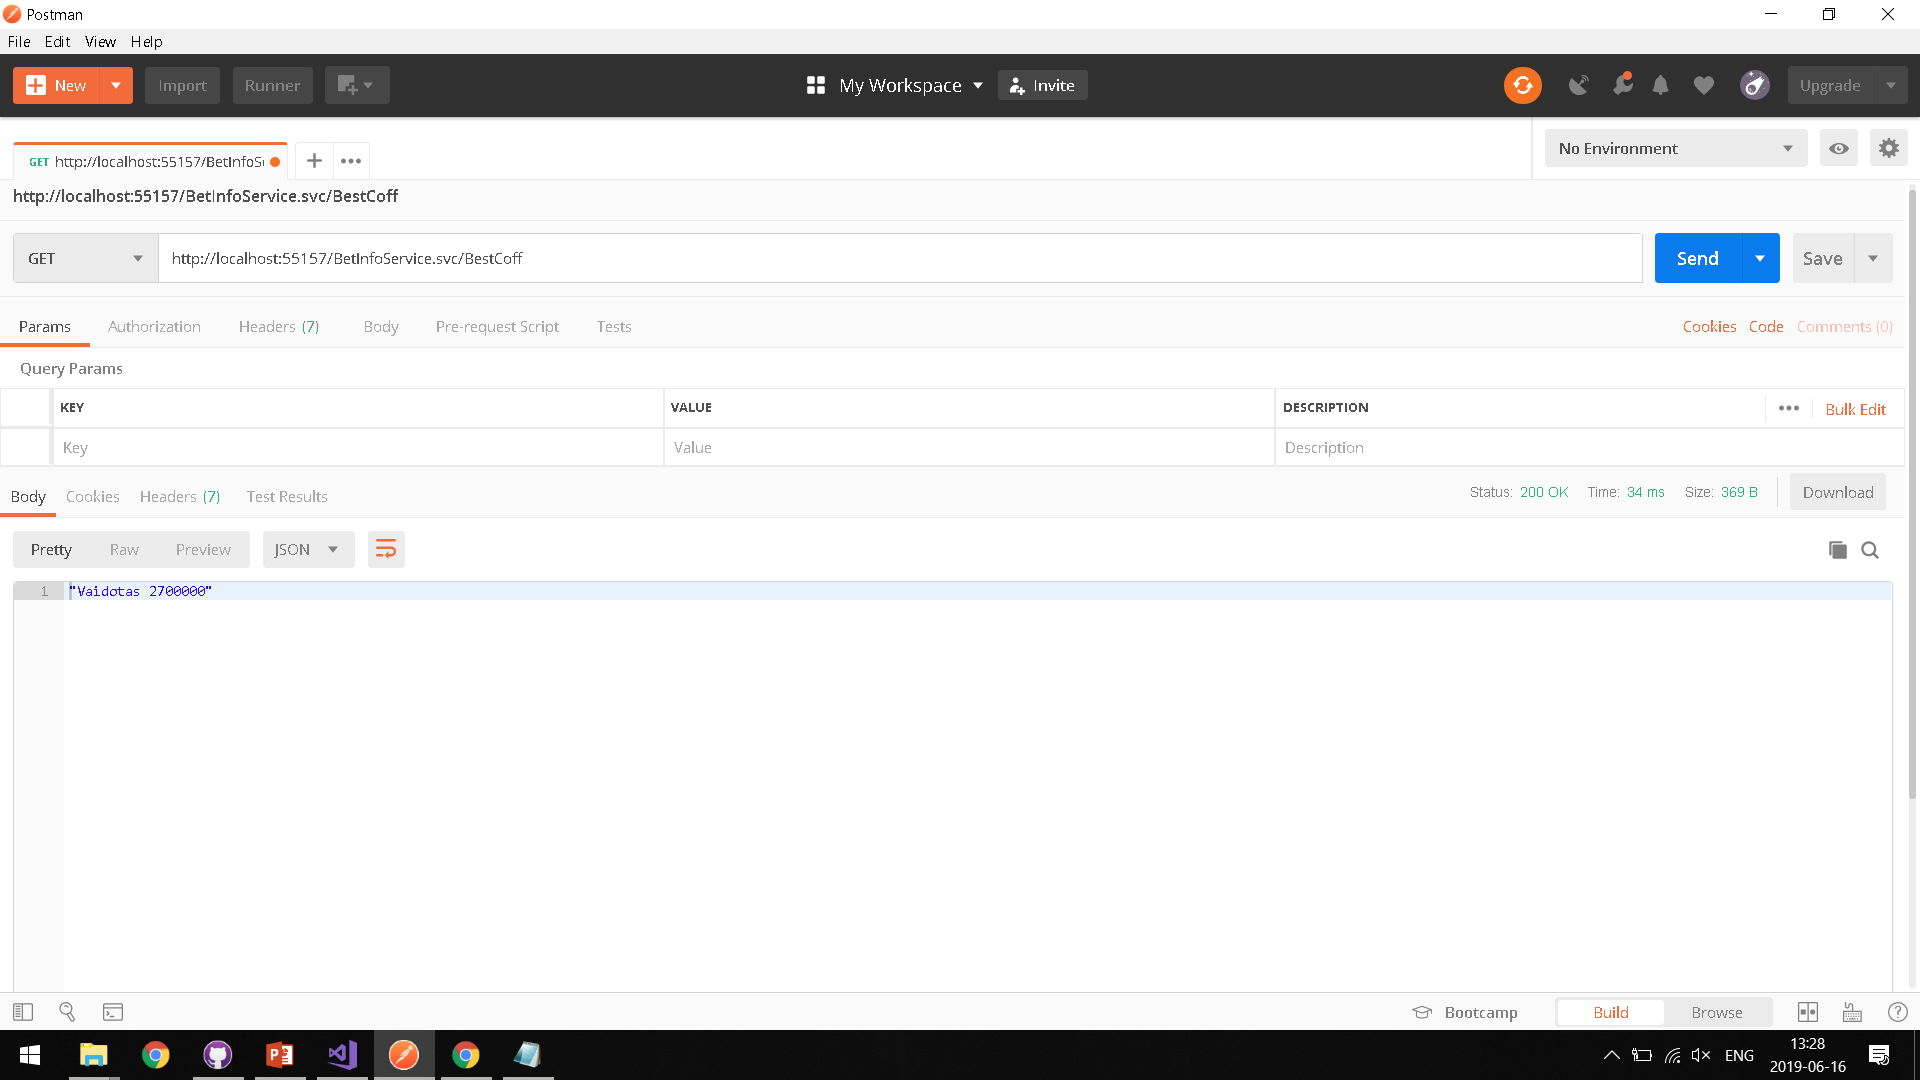 Postman
File Edit View Help
New Import Runner My Workspace Invite Upgrade
GET http://localhost:55157/BetInfoS
No Environment
http://localhost:55157/BetInfoService.svc/BestCoff
GET http://localhost:55157/BetInfoService.svc/BestCoff Send Save
Params Authorization Headers (7) Body Pre-request Script Tests Cookies Code Comments (0)
Query Params
KEY VALUE DESCRIPTION Bulk Edit
Key Value Description
Body Cookies Headers (7) Test Results Status: 200 OK Time: 34 ms Size: 369 B Download
Pretty Raw Preview JSON
1 "Vaidotas 2700000"
Bootcamp Build Browse
ENG 13:28
2019-06-16